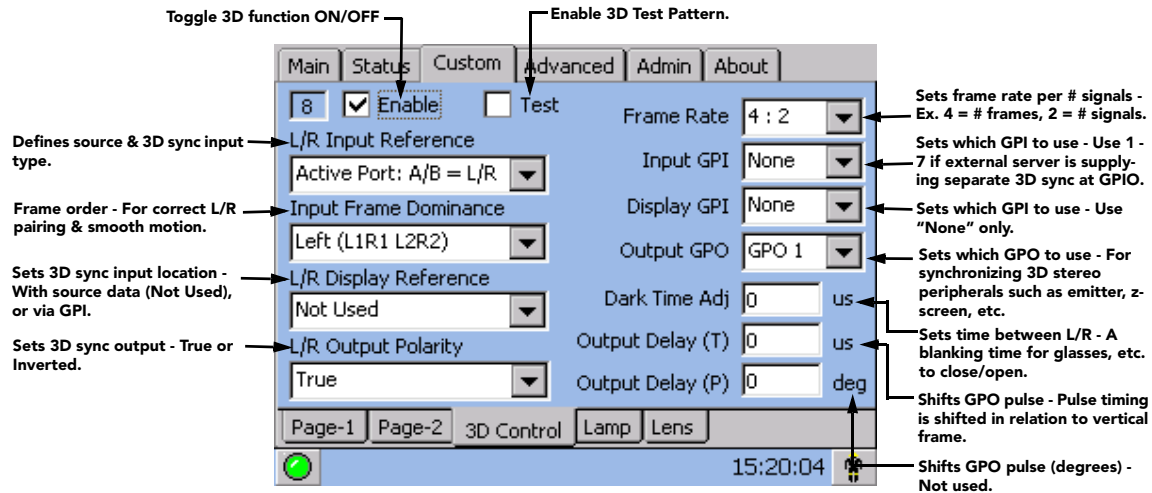 Toggle 3D function ON/OFF
Enable 3D Test Pattern.
Main Status Custom Advanced Admin About
8 Enable Test
Frame Rate 4 : 2
Sets frame rate per # signals -
Ex. 4 = # frames, 2 = # signals.
Defines source & 3D sync input
type.
L/R Input Reference
Active Port: A/B = L/R
Input GPI None
Sets which GPI to use - Use 1 -
7 if external server is supply-
ing separate 3D sync at GPIO.
Frame order - For correct L/R
pairing & smooth motion.
Input Frame Dominance
Left (L1R1 L2R2)
Display GPI None
Sets which GPI to use - Use
"None" only.
Output GPO GPO 1
Sets which GPO to use - For
synchronizing 3D stereo
peripherals such as emitter, z-
screen, etc.
Sets 3D sync input location -
With source data (Not Used),
or via GPI.
L/R Display Reference
Not Used
Dark Time Adj 0 us
Sets time between L/R - A
blanking time for glasses, etc.
to close/open.
Sets 3D sync output - True or
Inverted.
L/R Output Polarity
True
Output Delay (T) 0 us
Shifts GPO pulse - Pulse timing
is shifted in relation to vertical
frame.
Output Delay (P) 0 deg
Shifts GPO pulse (degrees) -
Not used.
Page-1 Page-2 3D Control Lamp Lens
15:20:04